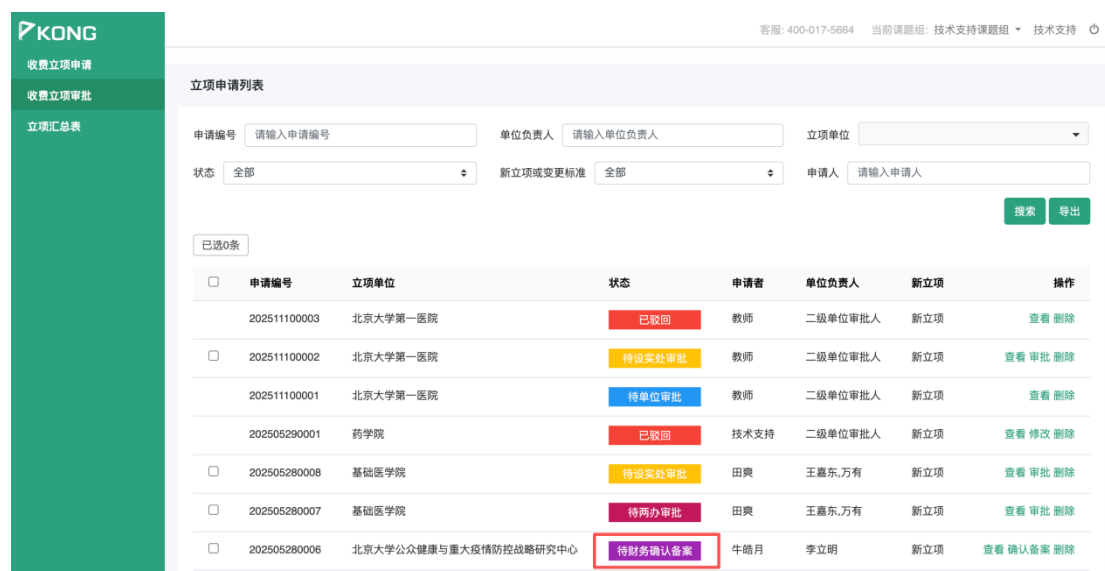 KONG
客服: 400-017-5664 当前课题组: 技术支持课题组 技术支持
收费立项申请
收费立项审批
立项汇总表
立项申请列表
申请编号 请输入申请编号 单位负责人 请输入单位负责人 立项单位
状态 全部 新立项或变更标准 全部 申请人 请输入申请人
搜索 导出
已选0条
申请编号 立项单位 状态 申请者 单位负责人 新立项 操作
202511100003 北京大学第一医院 已驳回 教师 二级单位审批人 新立项 查看 删除
202511100002 北京大学第一医院 待设实处审批 教师 二级单位审批人 新立项 查看 审批 删除
202511100001 北京大学第一医院 待单位审批 教师 二级单位审批人 新立项 查看 删除
202505290001 药学院 已驳回 技术支持 二级单位审批人 新立项 查看 修改 删除
202505280008 基础医学院 待设实处审批 田爽 王嘉东,万有 新立项 查看 审批 删除
202505280007 基础医学院 待两办审批 田爽 王嘉东,万有 新立项 查看 审批 删除
202505280006 北京大学公众健康与重大疫情防控战略研究中心 待财务确认备案 牛皓月 李立明 新立项 查看 确认备案 删除